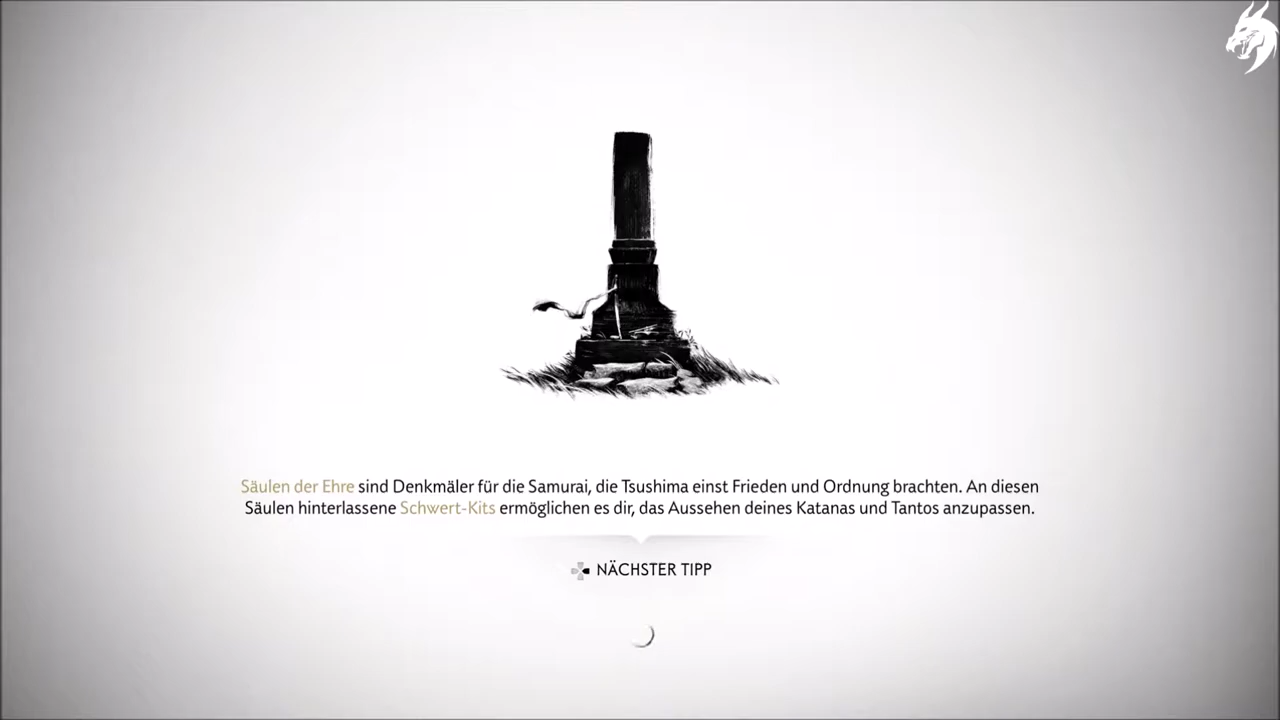 Säulen der Ehre sind Denkmäler für die Samurai, die Tsushima einst Frieden und Ordnung brachten. An diesen
Säulen hinterlassene Schwert-Kits ermöglichen es dir, das Aussehen deines Katanas und Tantos anzupassen.
NÄCHSTER TIPP